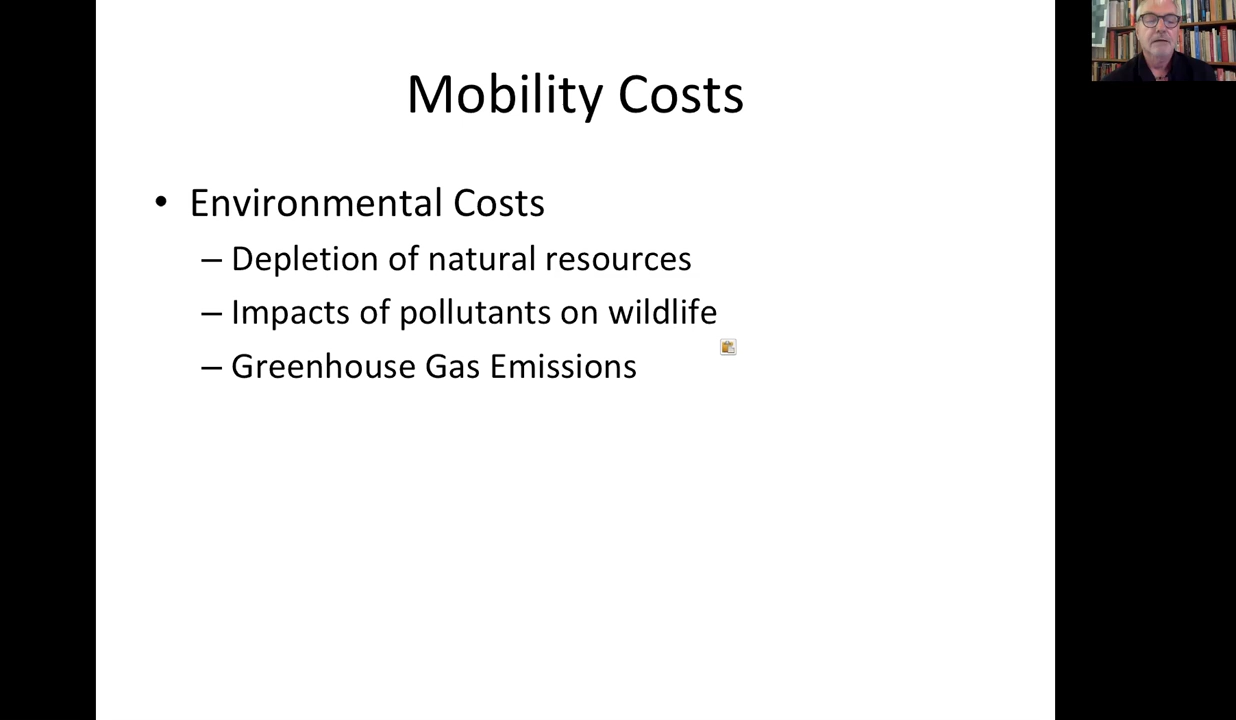 Mobility Costs
• Environmental Costs
– Depletion of natural resources
– Impacts of pollutants on wildlife
– Greenhouse Gas Emissions